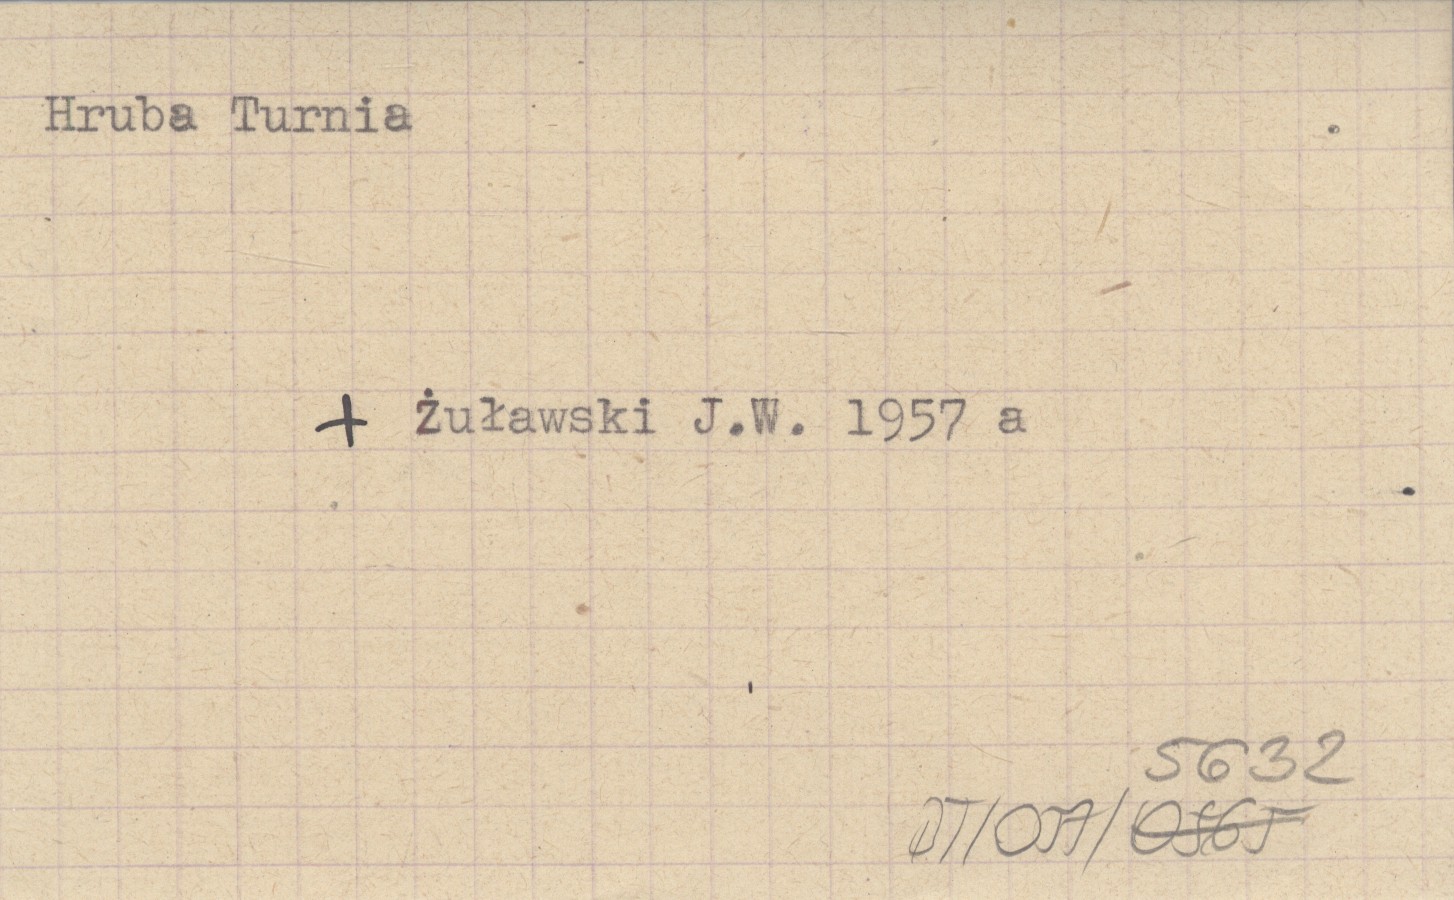 Hruba Turnia
+ Żuławski J.W. 1957 a
5632